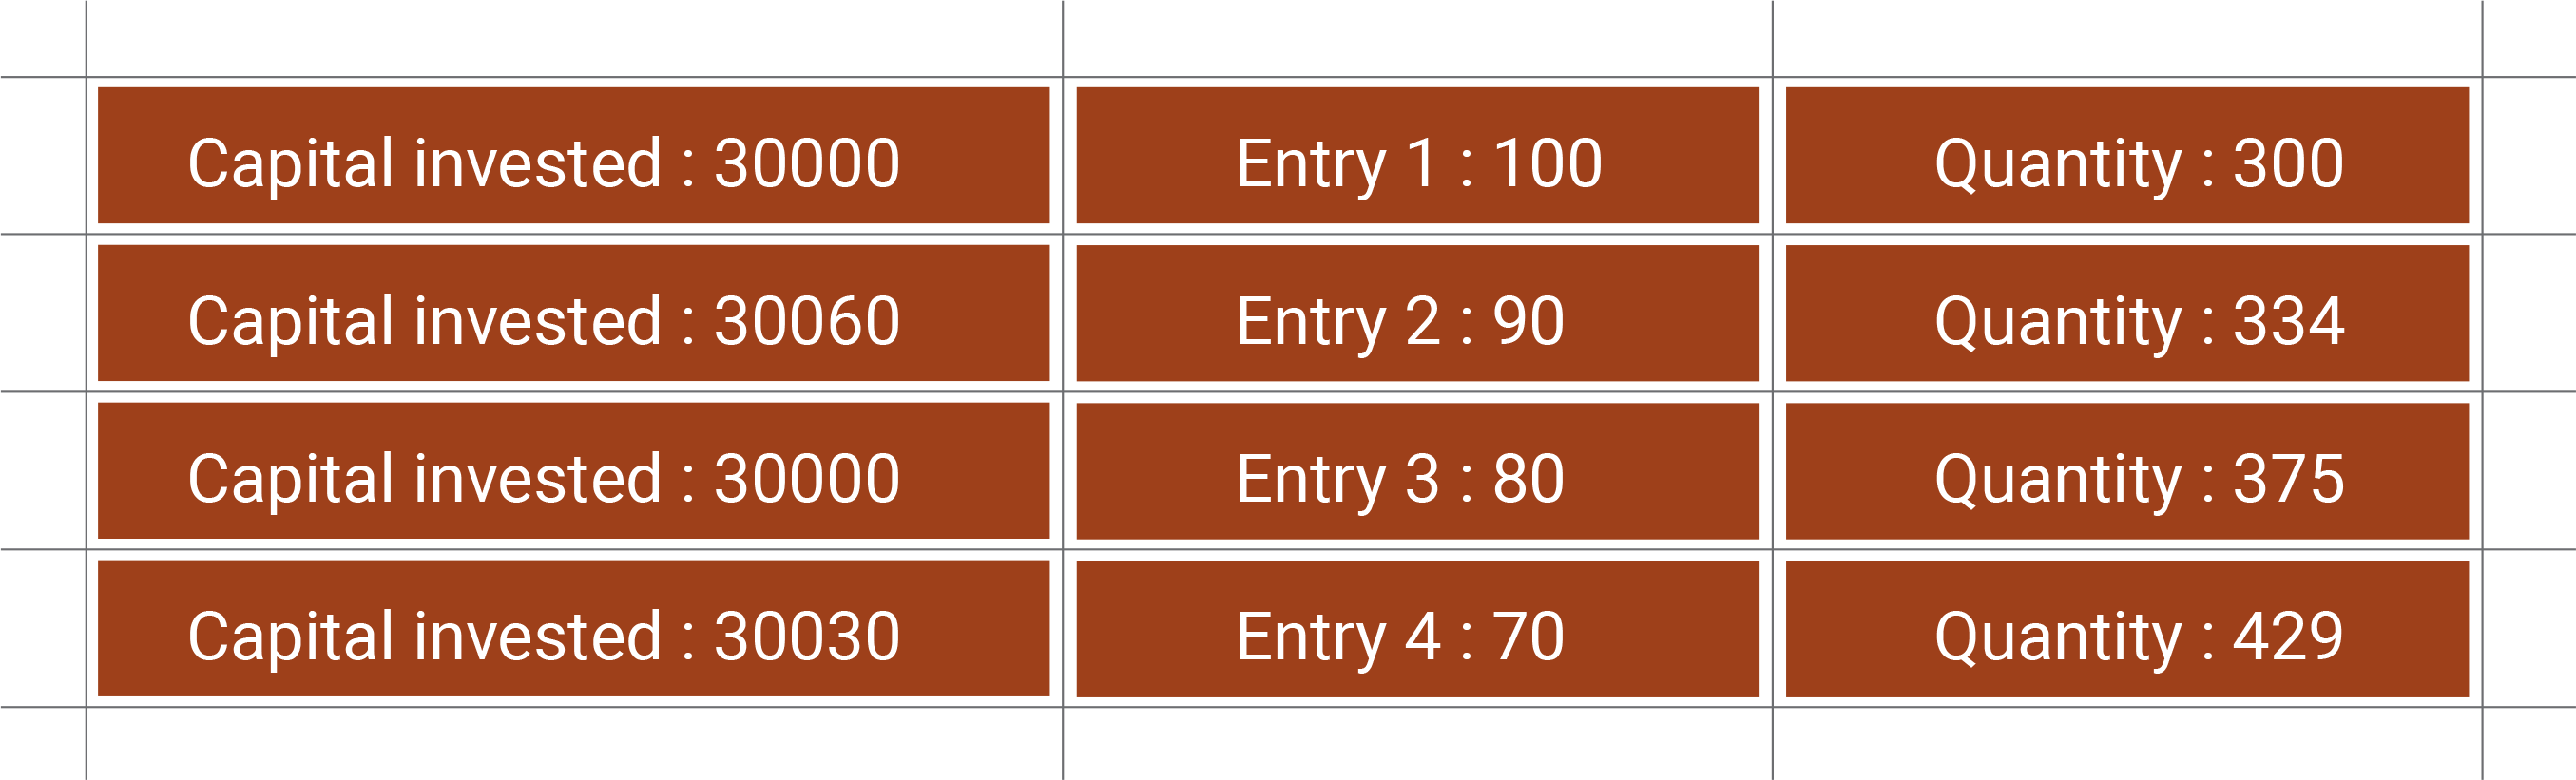 Capital invested : 30000 Entry 1 : 100 Quantity : 300
Capital invested : 30060 Entry 2 : 90 Quantity : 334
Capital invested : 30000 Entry 3 : 80 Quantity : 375
Capital invested : 30030 Entry 4 : 70 Quantity : 429